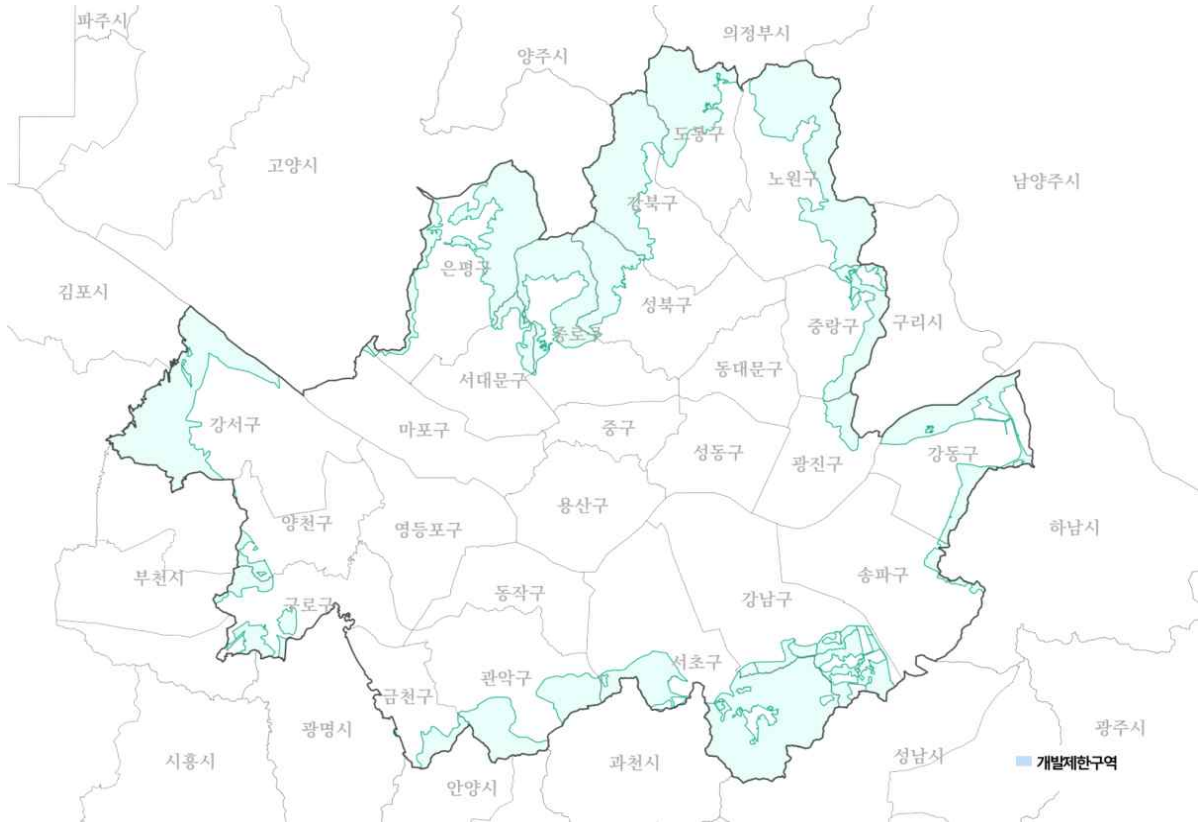 파주시
의정부시
양주시
도봉구
고양시
노원구
남양주시
강북구
은평구
김포시
성북구
중랑구
구리시
종로구
동대문구
서대문구
강서구
마포구
중구
성동구
광진구
강동구
용산구
양천구
영등포구
하남시
부천시
송파구
동작구
강남구
구로구
서초구
관악구
금천구
광명시
광주시
성남시
시흥시
과천시
개발제한구역
안양시